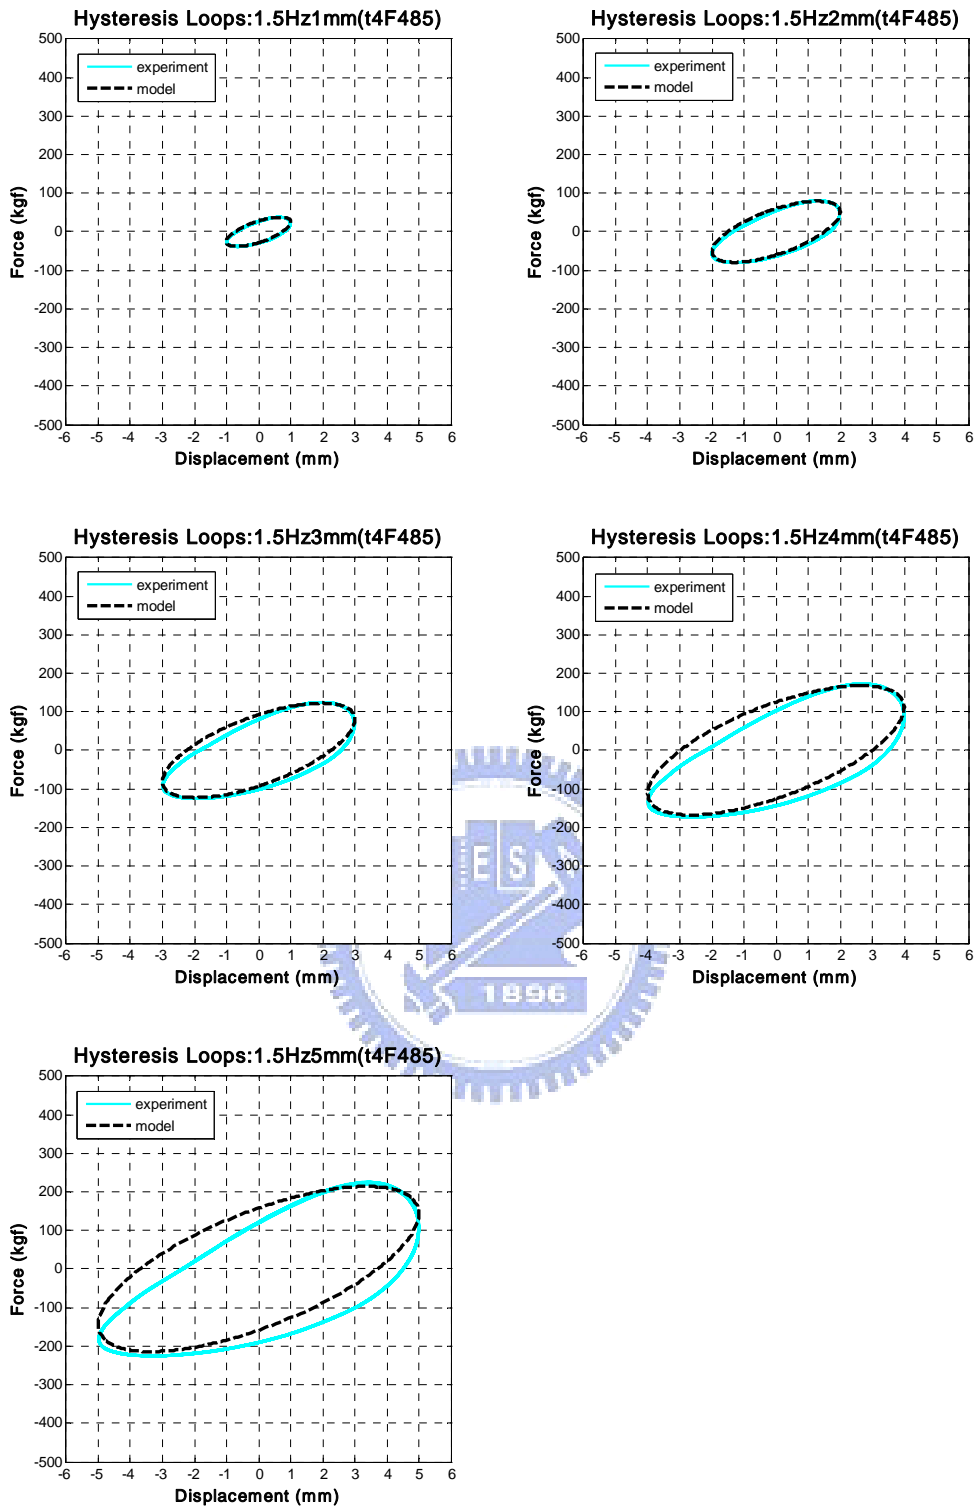 Hysteresis Loops:1.5Hz1mm(t4F485)
500
400
300
200
100
0
-100
-200
-300
-400
-500
experiment
model
Force (kgf)
-6 -5 -4 -3 -2 -1 0 1 2 3 4 5 6
Displacement (mm)
Hysteresis Loops:1.5Hz2mm(t4F485)
500
400
300
200
100
0
-100
-200
-300
-400
-500
experiment
model
Force (kgf)
-6 -5 -4 -3 -2 -1 0 1 2 3 4 5 6
Displacement (mm)
Hysteresis Loops:1.5Hz3mm(t4F485)
500
400
300
200
100
0
-100
-200
-300
-400
-500
experiment
model
Force (kgf)
-6 -5 -4 -3 -2 -1 0 1 2 3 4 5 6
Displacement (mm)
Hysteresis Loops:1.5Hz4mm(t4F485)
500
400
300
200
100
0
-100
-200
-300
-400
-500
experiment
model
Force (kgf)
-6 -5 -4 -3 -2 -1 0 1 2 3 4 5 6
Displacement (mm)
E S
1896
Hysteresis Loops:1.5Hz5mm(t4F485)
500
400
300
200
100
0
-100
-200
-300
-400
-500
experiment
model
Force (kgf)
-6 -5 -4 -3 -2 -1 0 1 2 3 4 5 6
Displacement (mm)